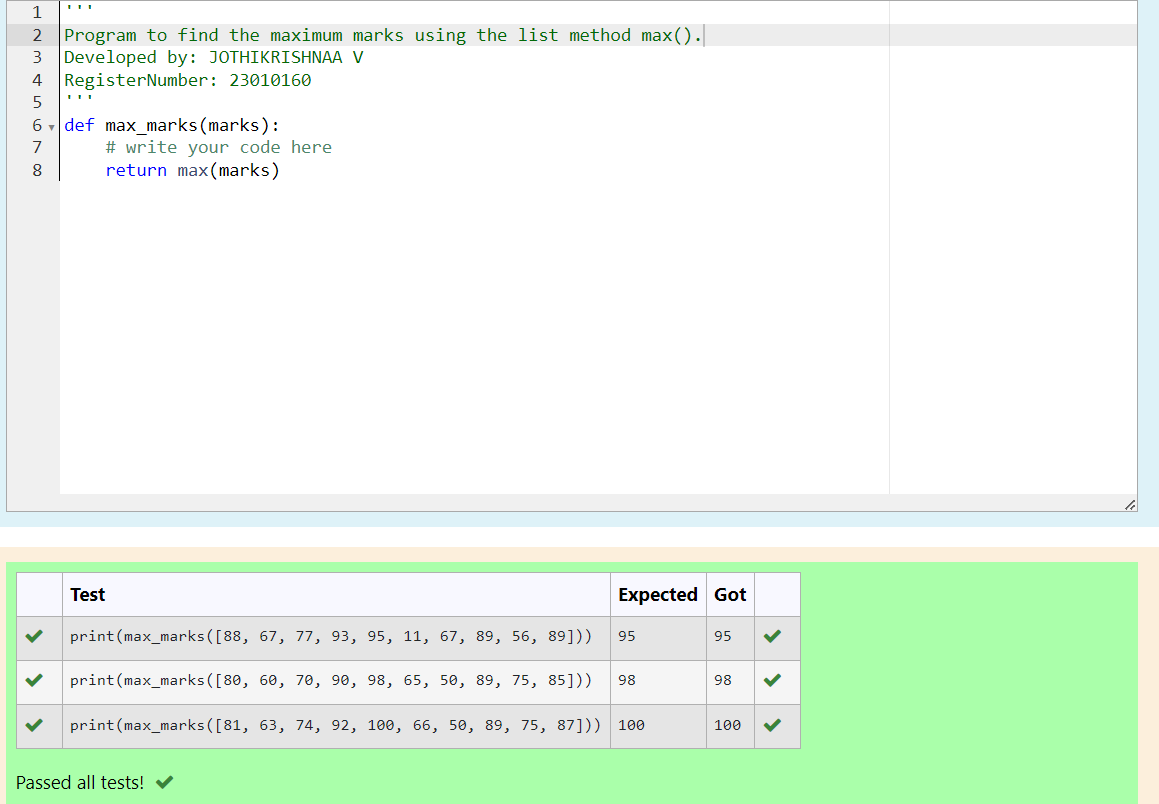 1 '''
2 Program to find the maximum marks using the list method max().
3 Developed by: JOTHIKRISHNAA V
4 RegisterNumber: 23010160
5 '''
6 def max_marks(marks):
7     # write your code here
8     return max(marks)
Test Expected Got
print(max_marks([88, 67, 77, 93, 95, 11, 67, 89, 56, 89])) 95 95
print(max_marks([80, 60, 70, 90, 98, 65, 50, 89, 75, 85])) 98 98
print(max_marks([81, 63, 74, 92, 100, 66, 50, 89, 75, 87])) 100 100
Passed all tests!